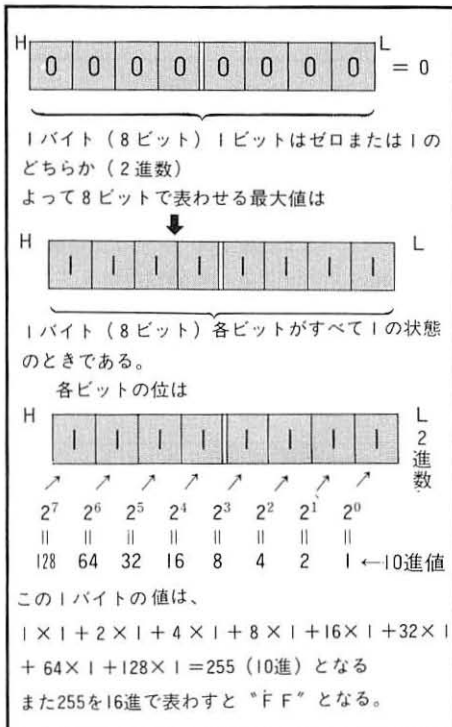 H L
0 0 0 0 0 0 0 0 = 0
1バイト（8ビット）1ビットはゼロまたは1の
どちらか（2進数）
よって8ビットで表わせる最大値は
H L
1 1 1 1 1 1 1 1
1バイト（8ビット）各ビットがすべて1の状態
のときである。
各ビットの位は
H L
1 1 1 1 1 1 1 1 2進数
2⁷ 2⁶ 2⁵ 2⁴ 2³ 2² 2¹ 2⁰
= = = = = = = =
128 64 32 16 8 4 2 1 ←10進値
この1バイトの値は、
1×1+2×1+4×1+8×1+16×1+32×1
+64×1+128×1=255（10進）となる
また255を16進で表わすと〝FF〞となる。